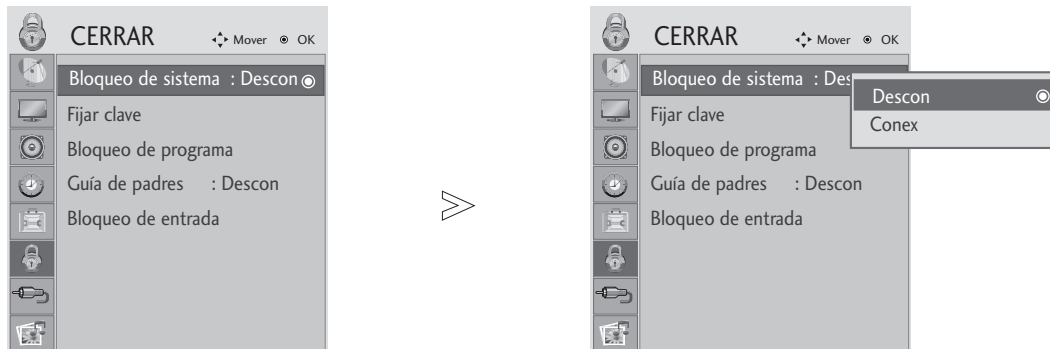 CERRAR Mover OK
Bloqueo de sistema : Descon
Fijar clave
Bloqueo de programa
Guía de padres : Descon
Bloqueo de entrada
>
CERRAR Mover OK
Bloqueo de sistema : Des
Descon
Conex
Fijar clave
Bloqueo de programa
Guía de padres : Descon
Bloqueo de entrada